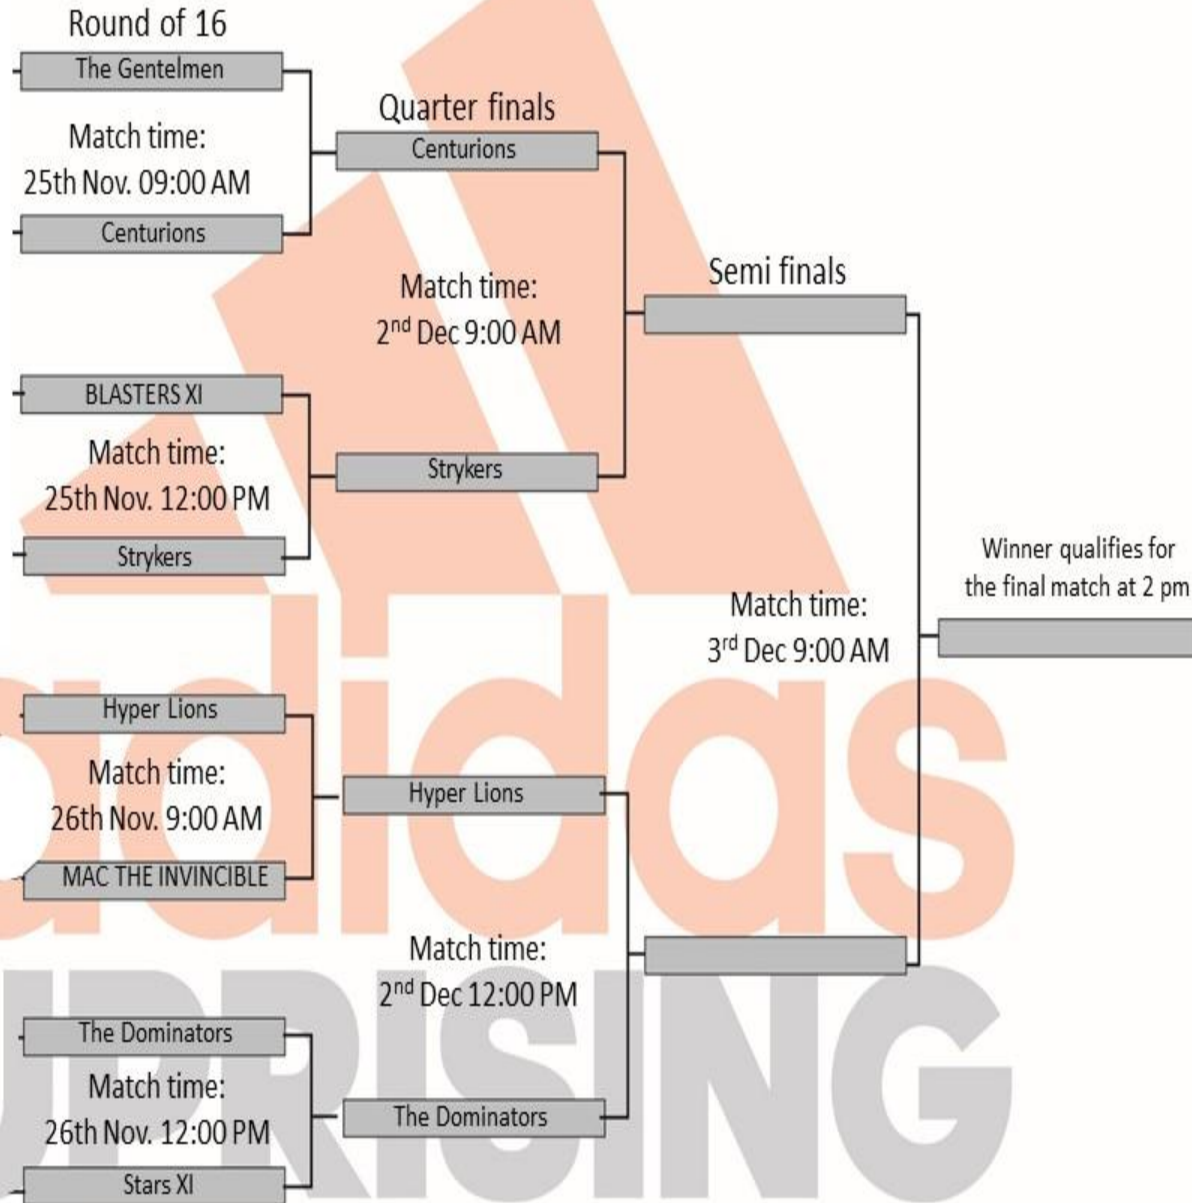 Round of 16
The Gentelmen
Match time:
25th Nov. 09:00 AM
Centurions
BLASTERS XI
Match time:
25th Nov. 12:00 PM
Strykers
Hyper Lions
Match time:
26th Nov. 9:00 AM
MAC THE INVINCIBLE
The Dominators
Match time:
26th Nov. 12:00 PM
Stars XI
Quarter finals
Centurions
Match time:
2nd Dec 9:00 AM
Strykers
Hyper Lions
Match time:
2nd Dec 12:00 PM
The Dominators
Semi finals
Match time:
3rd Dec 9:00 AM
Winner qualifies for
the final match at 2 pm
adidas
UPRISING